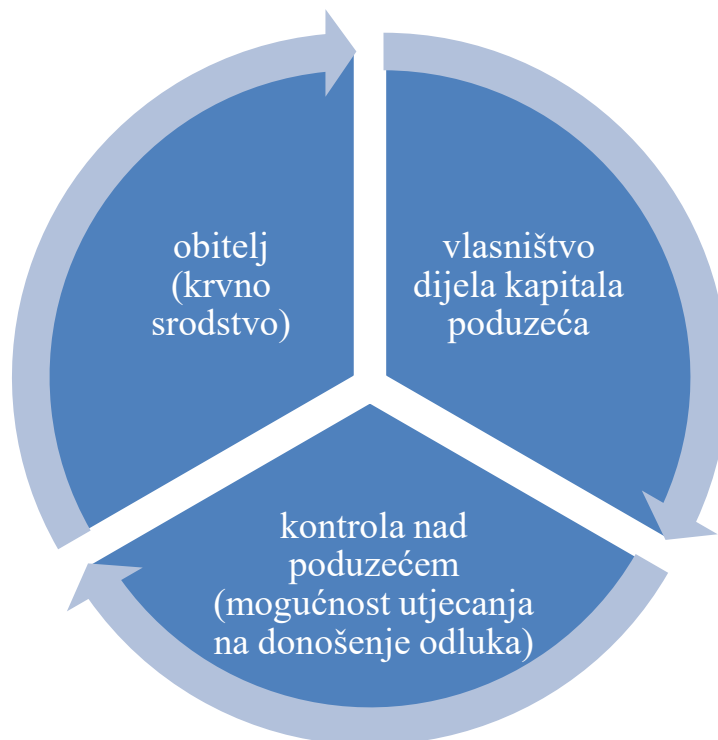 obitelj
(krvno
srodstvo)
vlasništvo
dijela kapitala
poduzeća
kontrola nad
poduzećem
(mogućnost utjecanja
na donošenje odluka)